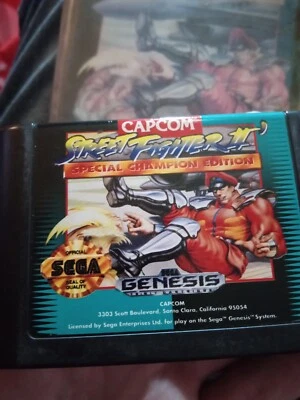 CAPCOM
STREET FIGHTER II'
SPECIAL CHAMPION EDITION
OFFICIAL
SEGA
SEAL OF
QUALITY
SEGA
GENESIS
CAPCOM
3303 Scott Boulevard, Santa Clara, California 95054
Licensed by Sega Enterprises Ltd. for play on the Sega™ Genesis™ System.